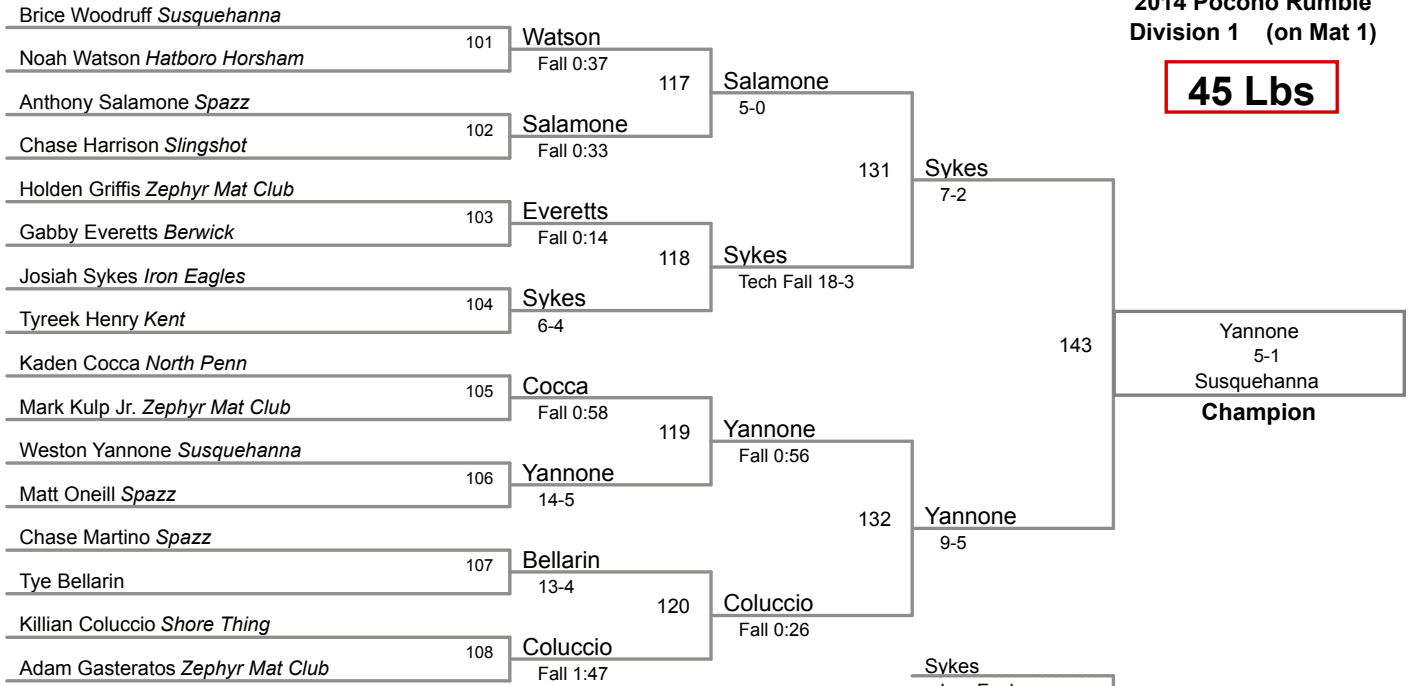 2014 Pocono Rumble
Division 1 (on Mat 1)
45 Lbs
Brice Woodruff Susquehanna
Noah Watson Hatboro Horsham
Anthony Salamone Spazz
Chase Harrison Slingshot
Holden Griffis Zephyr Mat Club
Gabby Everetts Berwick
Josiah Sykes Iron Eagles
Tyreek Henry Kent
Kaden Cocca North Penn
Mark Kulp Jr. Zephyr Mat Club
Weston Yannone Susquehanna
Matt Oneill Spazz
Chase Martino Spazz
Tye Bellarin
Killian Coluccio Shore Thing
Adam Gasteratos Zephyr Mat Club
101
Watson
Fall 0:37
102
Salamone
Fall 0:33
103
Everetts
Fall 0:14
104
Sykes
6-4
105
Cocca
Fall 0:58
106
Yannone
14-5
107
Bellarin
13-4
108
Coluccio
Fall 1:47
117
Salamone
5-0
118
Sykes
Tech Fall 18-3
119
Yannone
Fall 0:56
120
Coluccio
Fall 0:26
131
Sykes
7-2
132
Yannone
9-5
143
Yannone
5-1
Susquehanna
Champion
Sykes